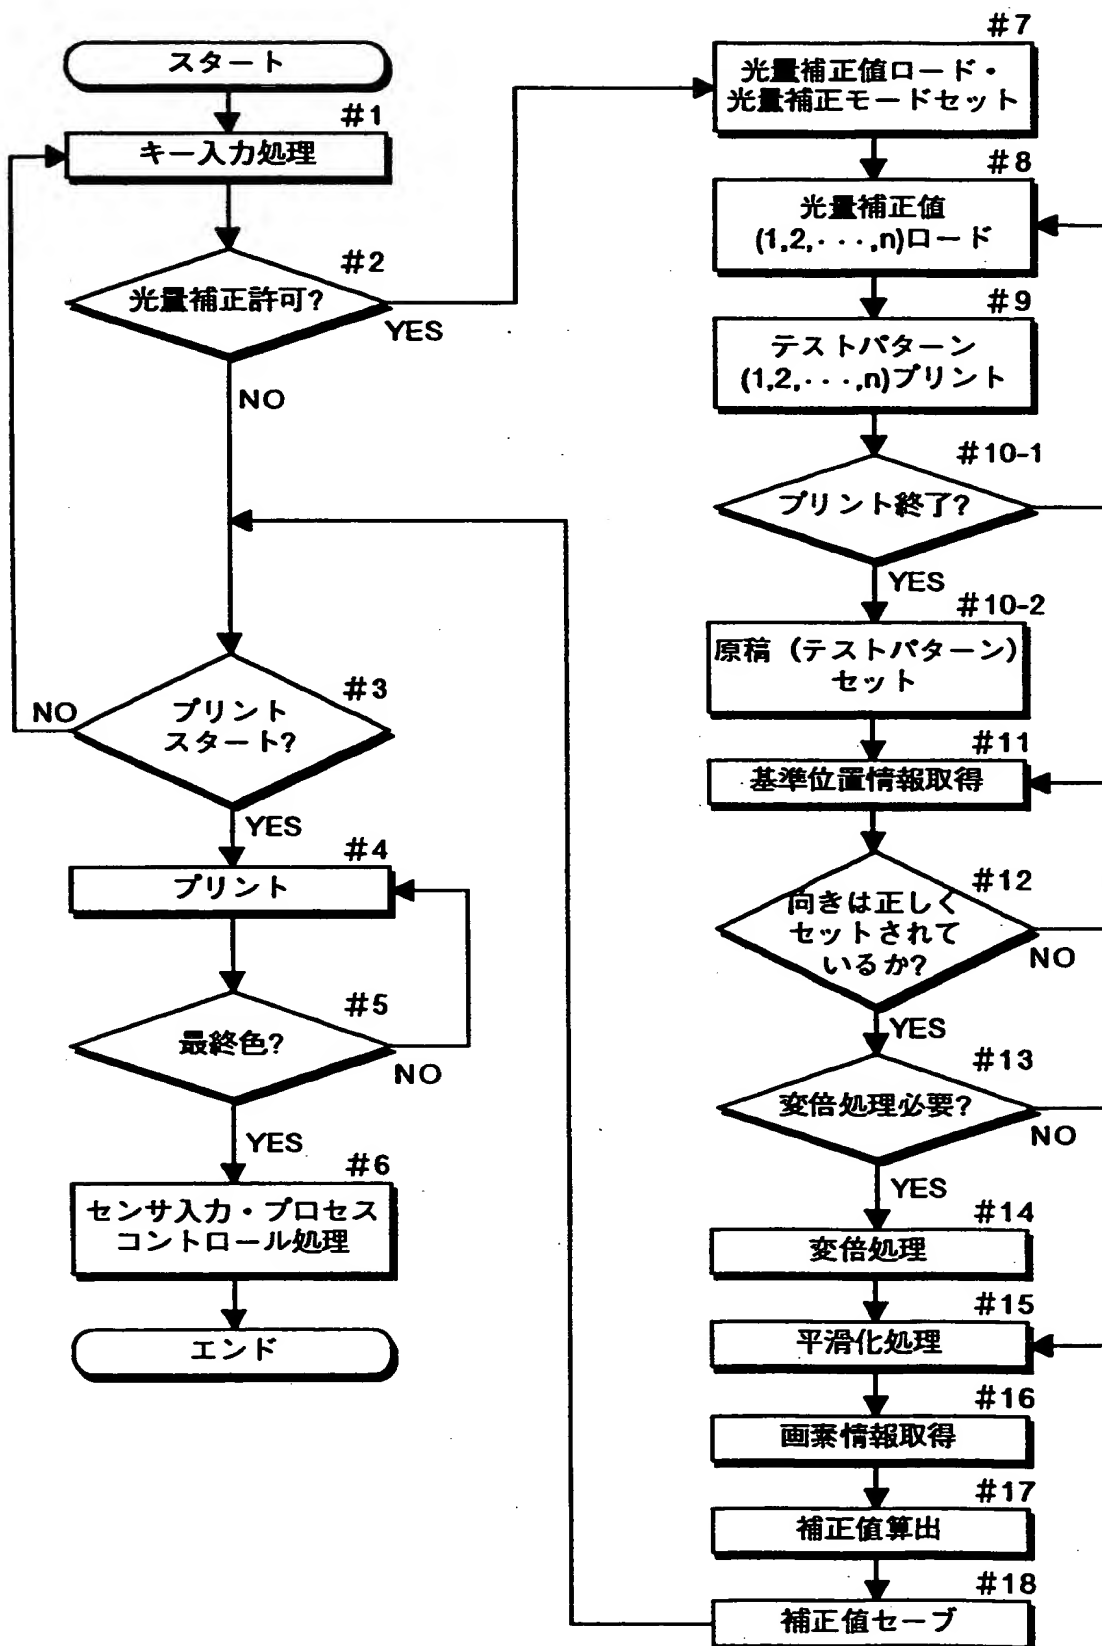 スタート
#1
キー入力処理
#2
光量補正許可?
YES
NO
#3
プリント
スタート?
NO
YES
#4
プリント
#5
最終色?
NO
YES
#6
センサ入力・プロセス
コントロール処理
エンド
#7
光量補正値ロード・
光量補正モードセット
#8
光量補正値
(1,2,・・・,n)ロード
#9
テストパターン
(1,2,・・・,n)プリント
#10-1
プリント終了?
YES
#10-2
原稿（テストパターン）
セット
#11
基準位置情報取得
#12
向きは正しく
セットされて
いるか?
NO
YES
#13
変倍処理必要?
NO
YES
#14
変倍処理
#15
平滑化処理
#16
画素情報取得
#17
補正値算出
#18
補正値セーブ